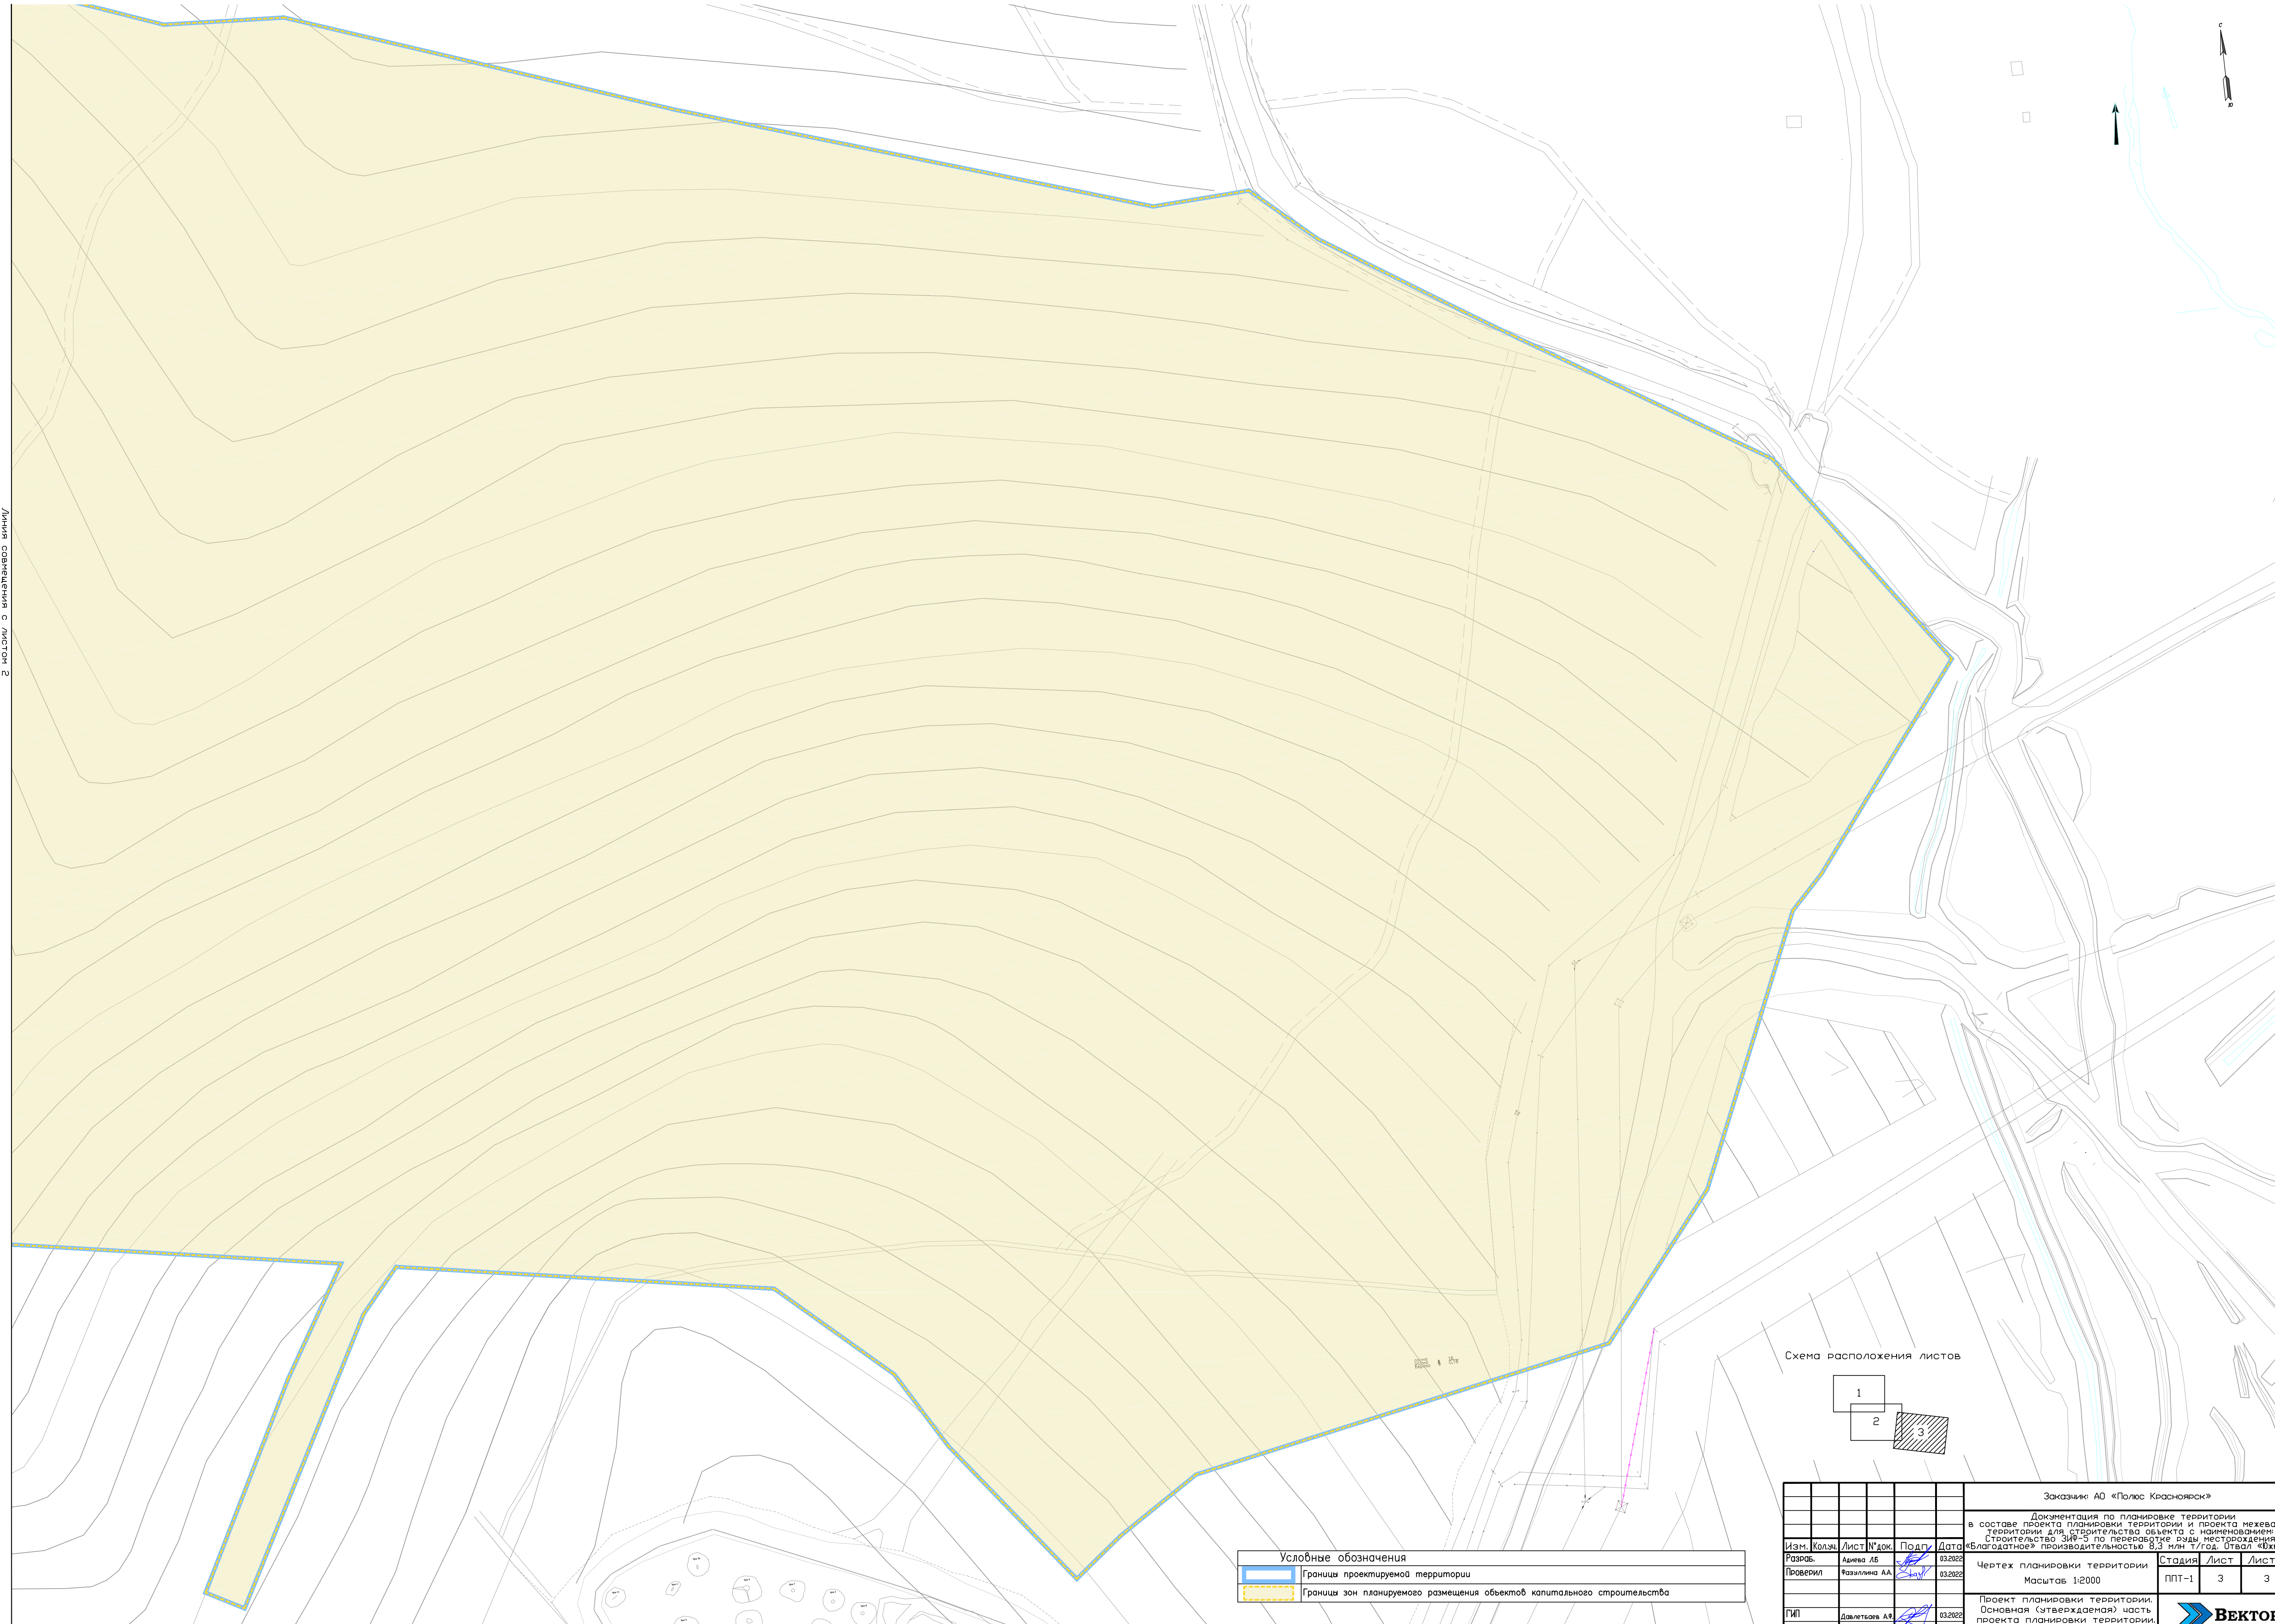 С
Ю
Линия совмещения с листом 2
Схема расположения листов
1
2
3
Условные обозначения
Границы проектируемой территории
Границы зон планируемого размещения объектов капитального строительства
Заказчик: АО «Полюс Красноярск»
Документация по планировке территории
в составе проекта планировки территории и проекта межева
территории для строительства объекта с наименованием:
Строительство ЗИФ-5 по переработке руды месторождения
«Благодатное» производительностью 8,3 млн т/год. Отвал «Юж
Изм. Кол.уч. Лист №док. Подп. Дата
Разраб. Адиева Л.Б 03.2022
Проверил Фазуллина А.А. 03.2022
ГИП Давлетбаев А.Ф. 03.2022
Чертеж планировки территории
Масштаб 1:2000
Стадия Лист Лист
ППТ-1 3 3
Проект планировки территории.
Основная (утверждаемая) часть
проекта планировки территории.
ВЕКТОР